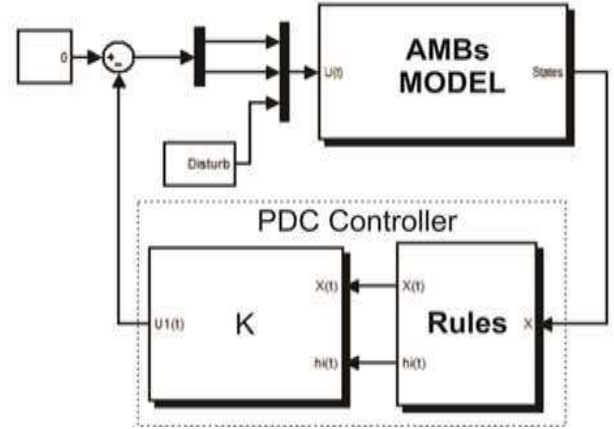 0
+
-
U(t)
AMBs
MODEL
States
Disturb
PDC Controller
U1(t)
K
X(t)
hi(t)
X(t)
hi(t)
Rules
X